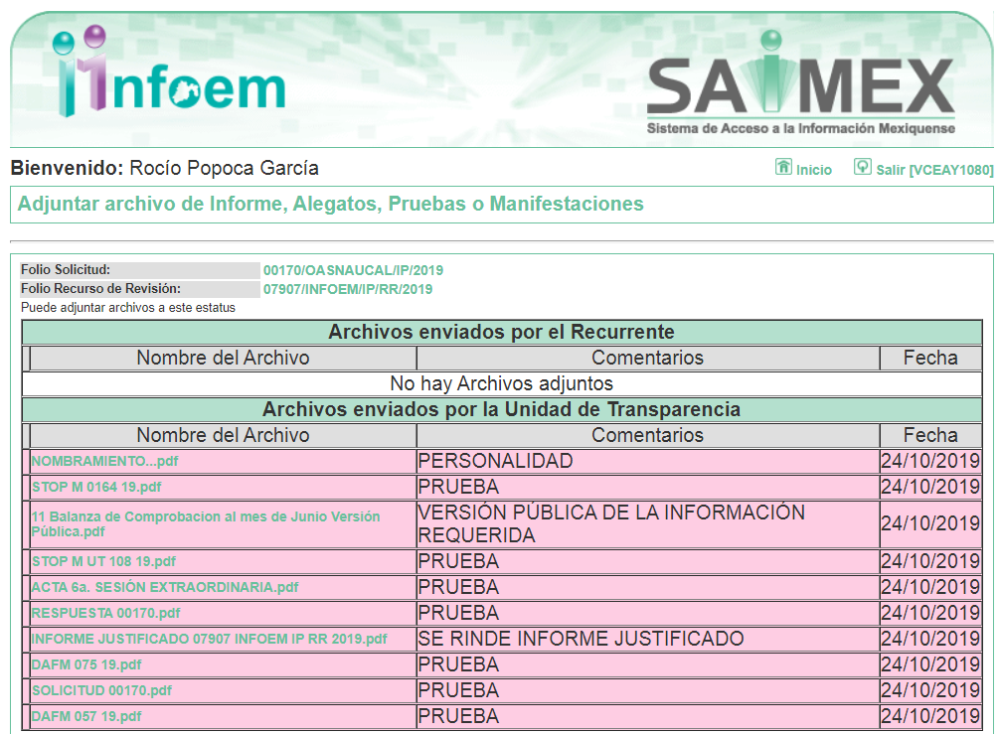 infoem
SAIMEX
Sistema de Acceso a la Información Mexiquense
Bienvenido: Rocío Popoca García
Inicio
Salir [VCEAY1080]
Adjuntar archivo de Informe, Alegatos, Pruebas o Manifestaciones
Folio Solicitud: 00170/OASNAUCAL/IP/2019
Folio Recurso de Revisión: 07907/INFOEM/IP/RR/2019
Puede adjuntar archivos a este estatus
Archivos enviados por el Recurrente
Nombre del Archivo Comentarios Fecha
No hay Archivos adjuntos
Archivos enviados por la Unidad de Transparencia
Nombre del Archivo Comentarios Fecha
NOMBRAMIENTO...pdf PERSONALIDAD 24/10/2019
STOP M 0164 19.pdf PRUEBA 24/10/2019
11 Balanza de Comprobacion al mes de Junio Versión
Pública.pdf
VERSIÓN PÚBLICA DE LA INFORMACIÓN
REQUERIDA
24/10/2019
STOP M UT 108 19.pdf PRUEBA 24/10/2019
ACTA 6a. SESIÓN EXTRAORDINARIA.pdf PRUEBA 24/10/2019
RESPUESTA 00170.pdf PRUEBA 24/10/2019
INFORME JUSTIFICADO 07907 INFOEM IP RR 2019.pdf SE RINDE INFORME JUSTIFICADO 24/10/2019
DAFM 075 19.pdf PRUEBA 24/10/2019
SOLICITUD 00170.pdf PRUEBA 24/10/2019
DAFM 057 19.pdf PRUEBA 24/10/2019